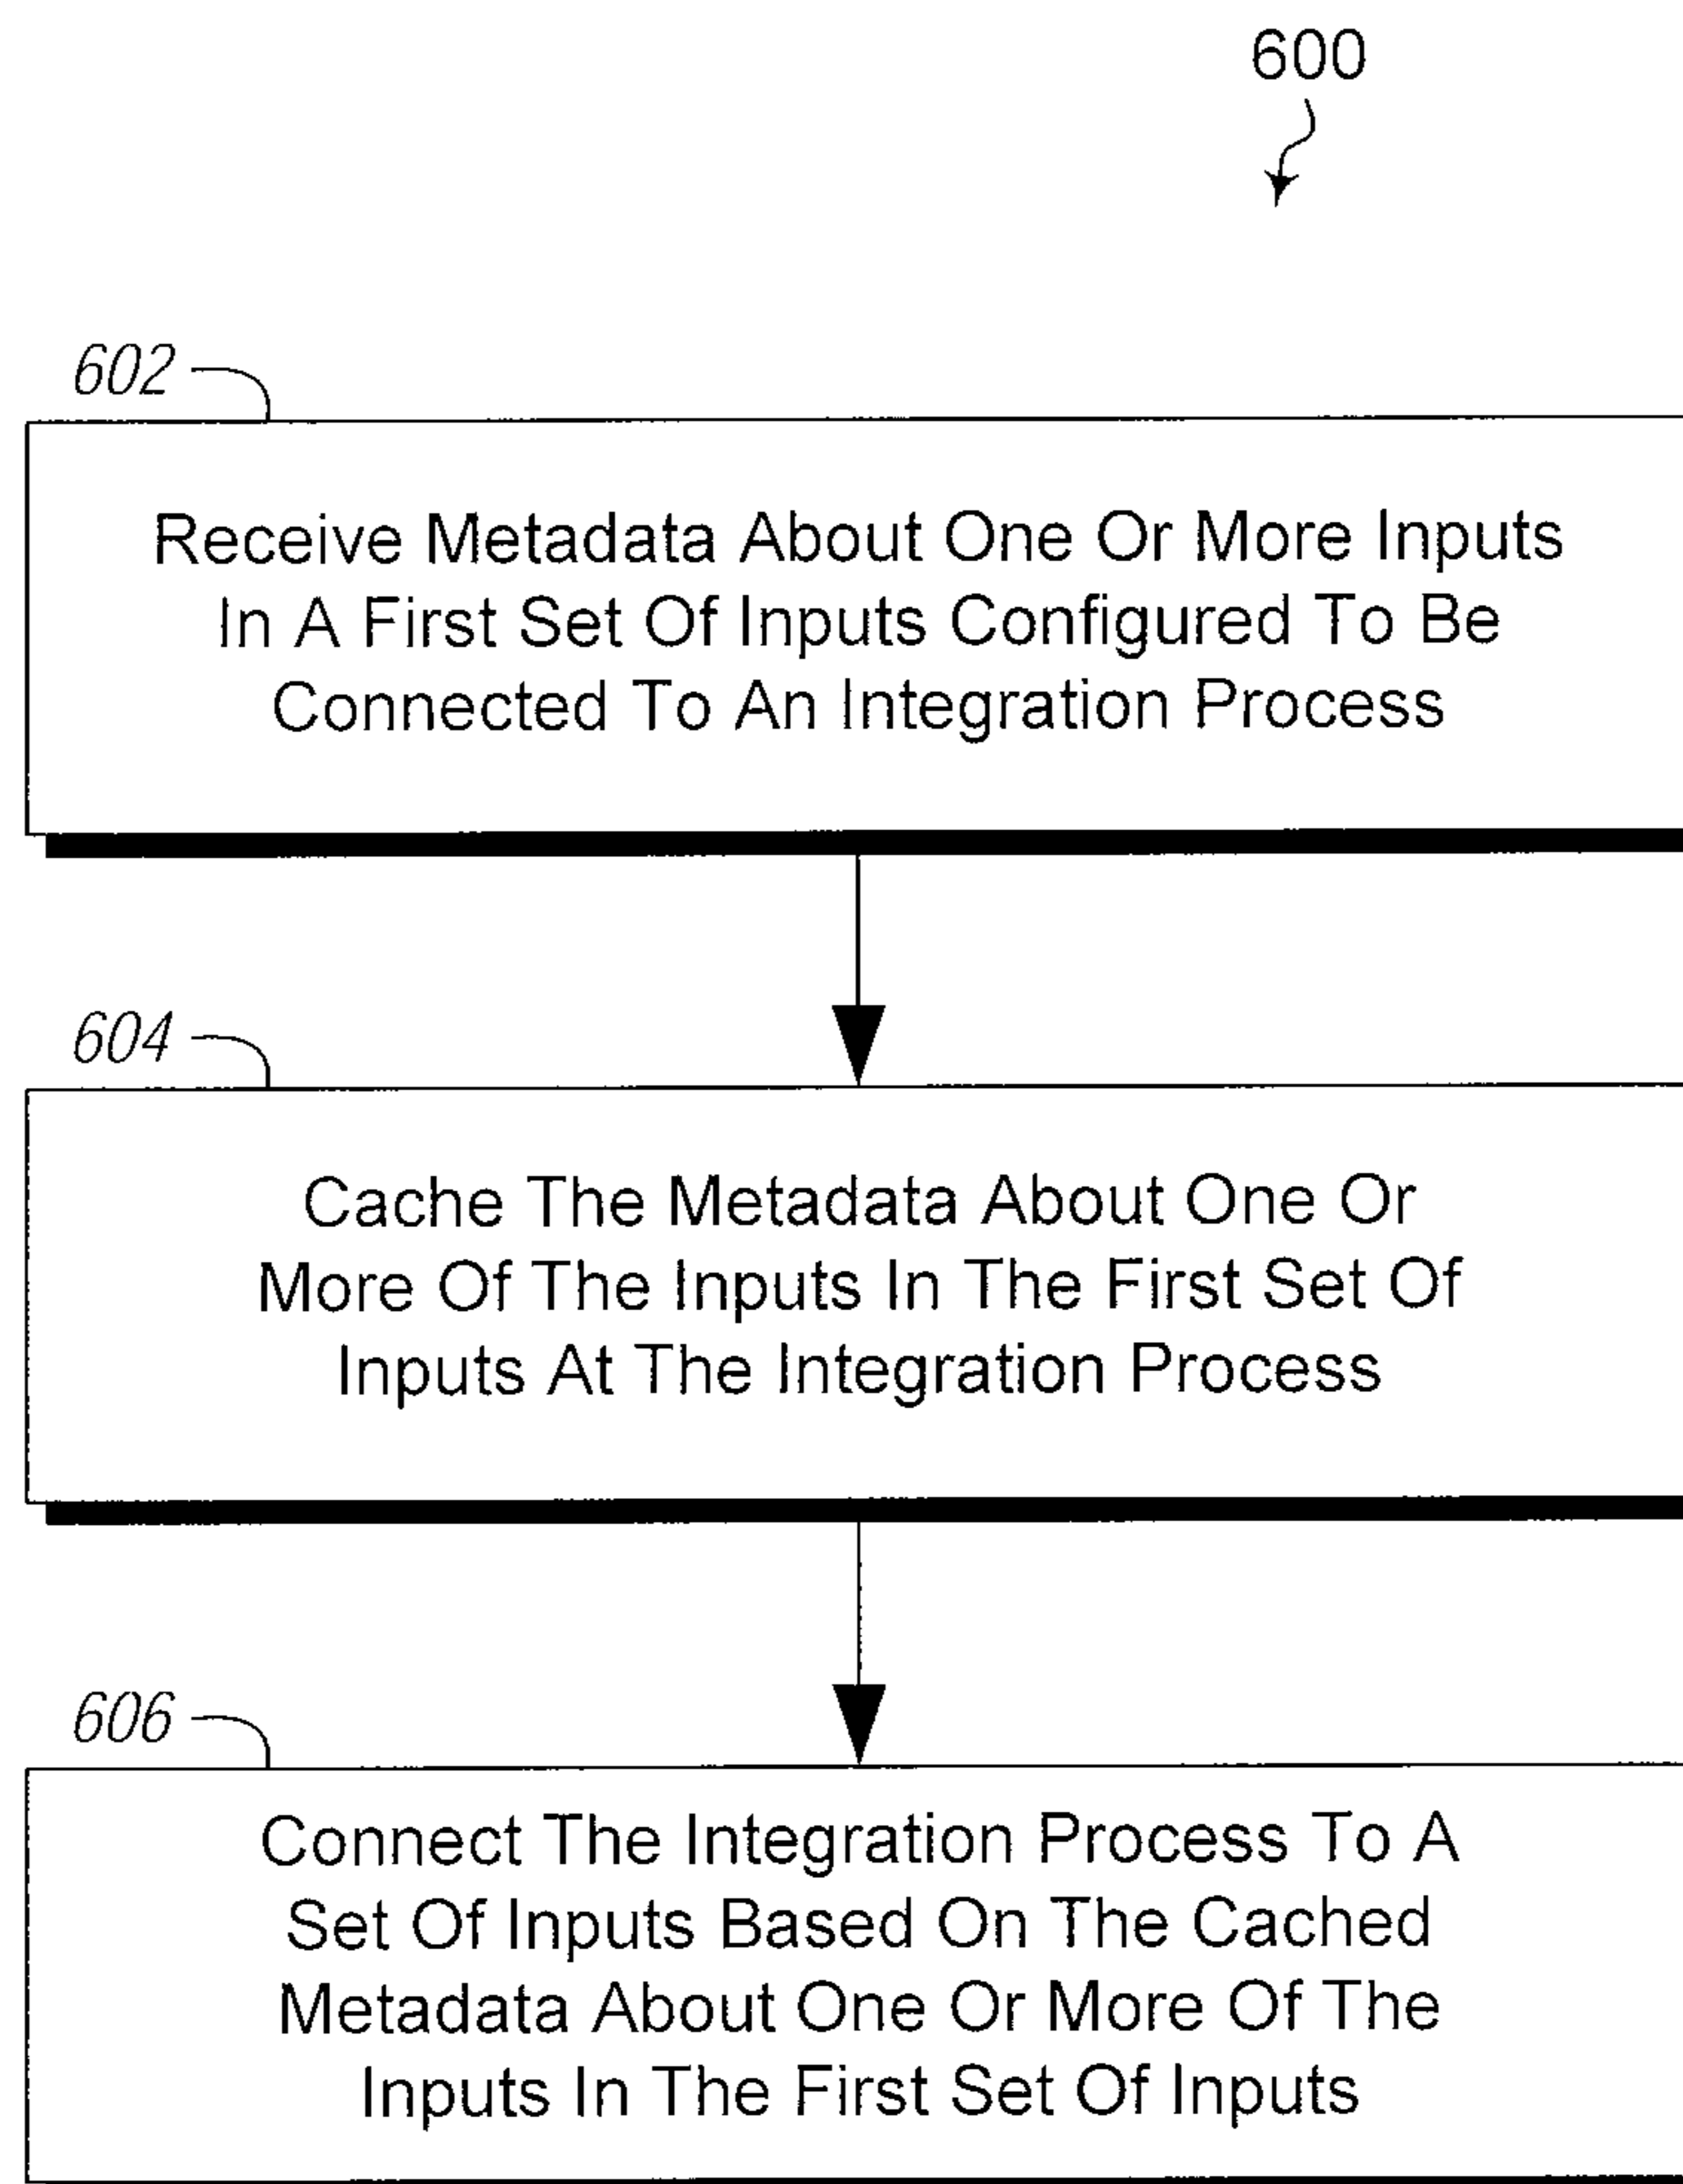 600
602
Receive Metadata About One Or More Inputs
In A First Set Of Inputs Configured To Be
Connected To An Integration Process
604
Cache The Metadata About One Or
More Of The Inputs In The First Set Of
Inputs At The Integration Process
606
Connect The Integration Process To A
Set Of Inputs Based On The Cached
Metadata About One Or More Of The
Inputs In The First Set Of Inputs